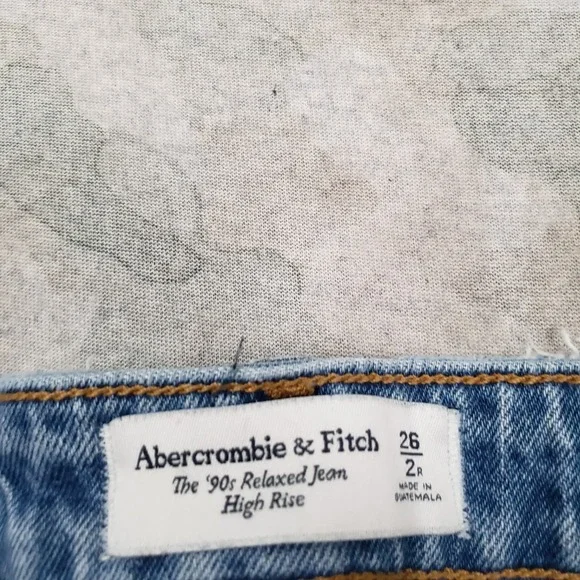 Abercrombie & Fitch
The '90s Relaxed Jean
High Rise
26
2R
MADE IN
GUATEMALA